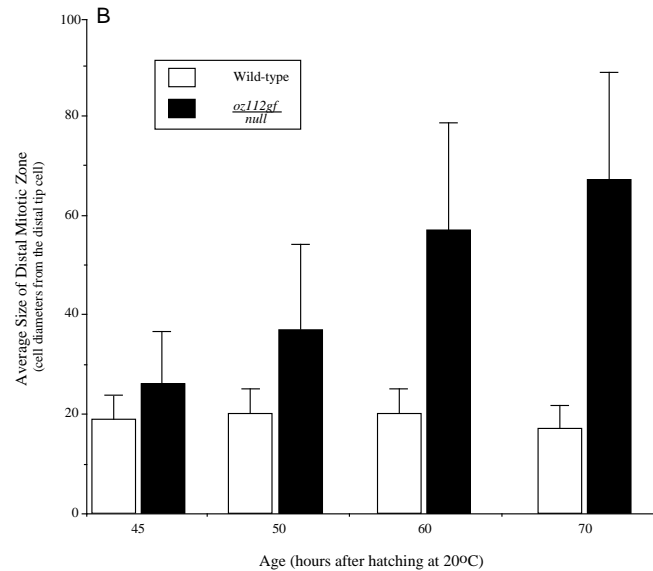 B
100
80
60
40
20
0
Average Size of Distal Mitotic Zone
(cell diameters from the distal tip cell)
Wild-type
oz112gf
null
45 50 60 70
Age (hours after hatching at 20ºC)